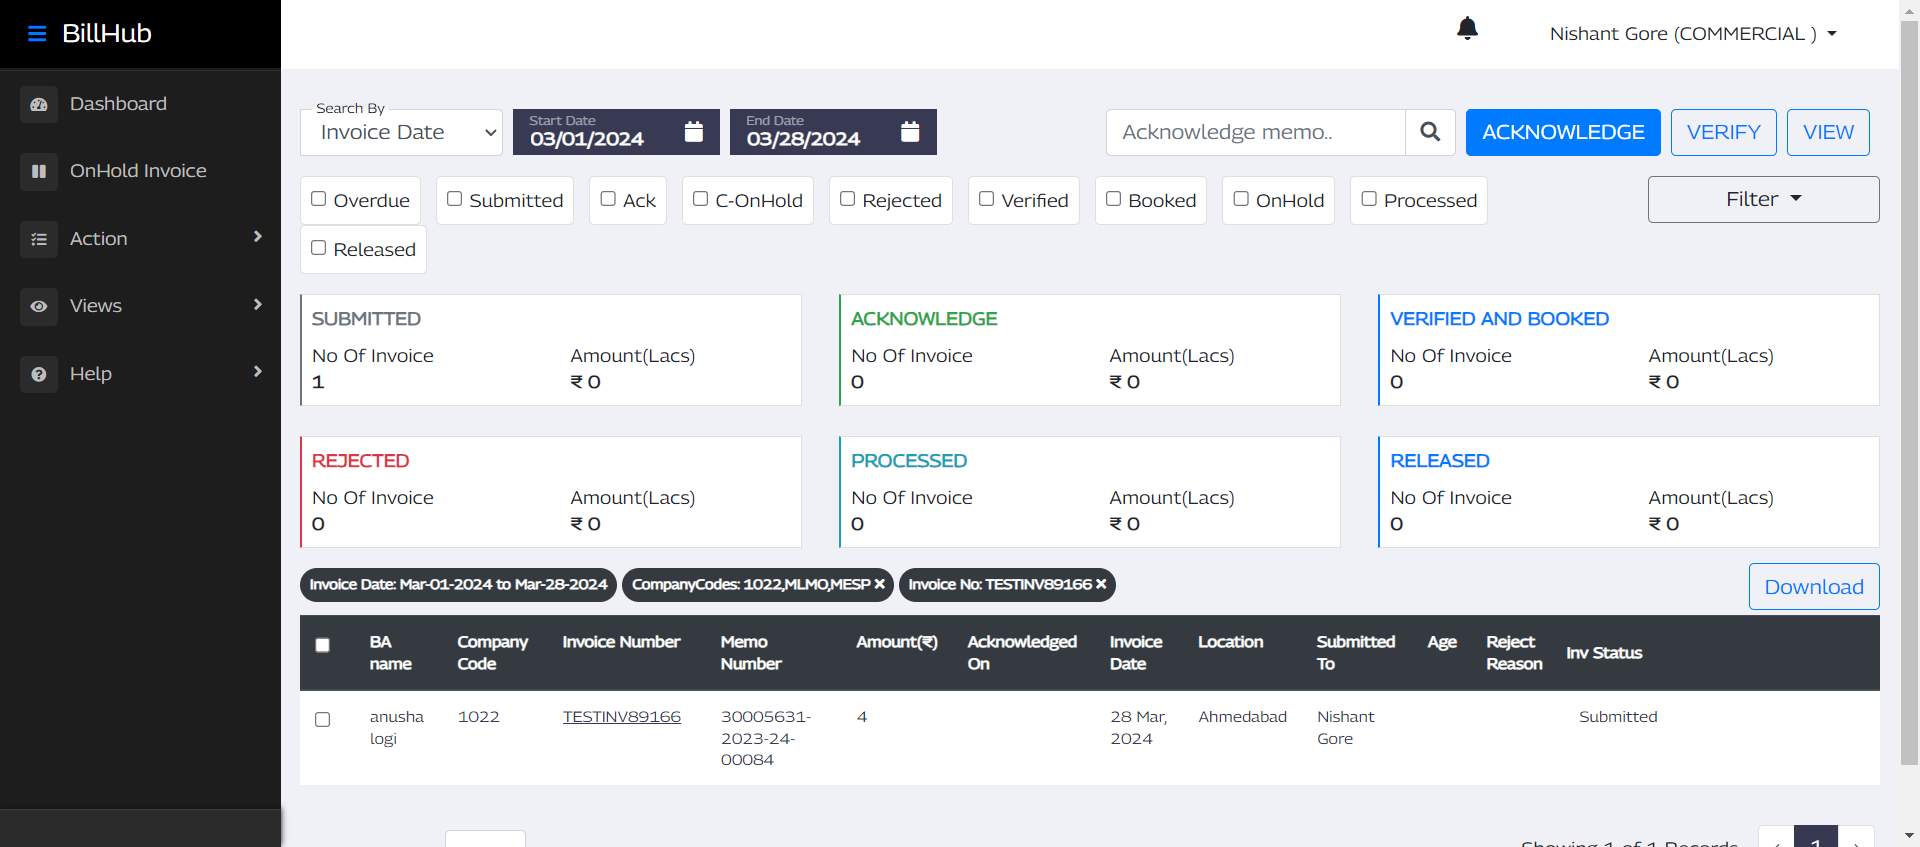 BillHub
Nishant Gore (COMMERCIAL )
Dashboard
OnHold Invoice
Action
Views
Help
Search By
Invoice Date
Start Date
03/01/2024
End Date
03/28/2024
Acknowledge memo..
ACKNOWLEDGE
VERIFY
VIEW
Overdue
Submitted
Ack
C-OnHold
Rejected
Verified
Booked
OnHold
Processed
Released
Filter
SUBMITTED
No Of Invoice Amount(Lacs)
1 ₹ 0
ACKNOWLEDGE
No Of Invoice Amount(Lacs)
0 ₹ 0
VERIFIED AND BOOKED
No Of Invoice Amount(Lacs)
0 ₹ 0
REJECTED
No Of Invoice Amount(Lacs)
0 ₹ 0
PROCESSED
No Of Invoice Amount(Lacs)
0 ₹ 0
RELEASED
No Of Invoice Amount(Lacs)
0 ₹ 0
Invoice Date: Mar-01-2024 to Mar-28-2024
CompanyCodes: 1022,MLMO,MESP ×
Invoice No: TESTINV89166 ×
Download
BA
name
Company
Code
Invoice Number
Memo
Number
Amount(₹)
Acknowledged
On
Invoice
Date
Location
Submitted
To
Age
Reject
Reason
Inv Status
anusha
logi
1022
TESTINV89166
30005631-
2023-24-
00084
4
28 Mar,
2024
Ahmedabad
Nishant
Gore
Submitted
Showing 1 of 1 Records
1